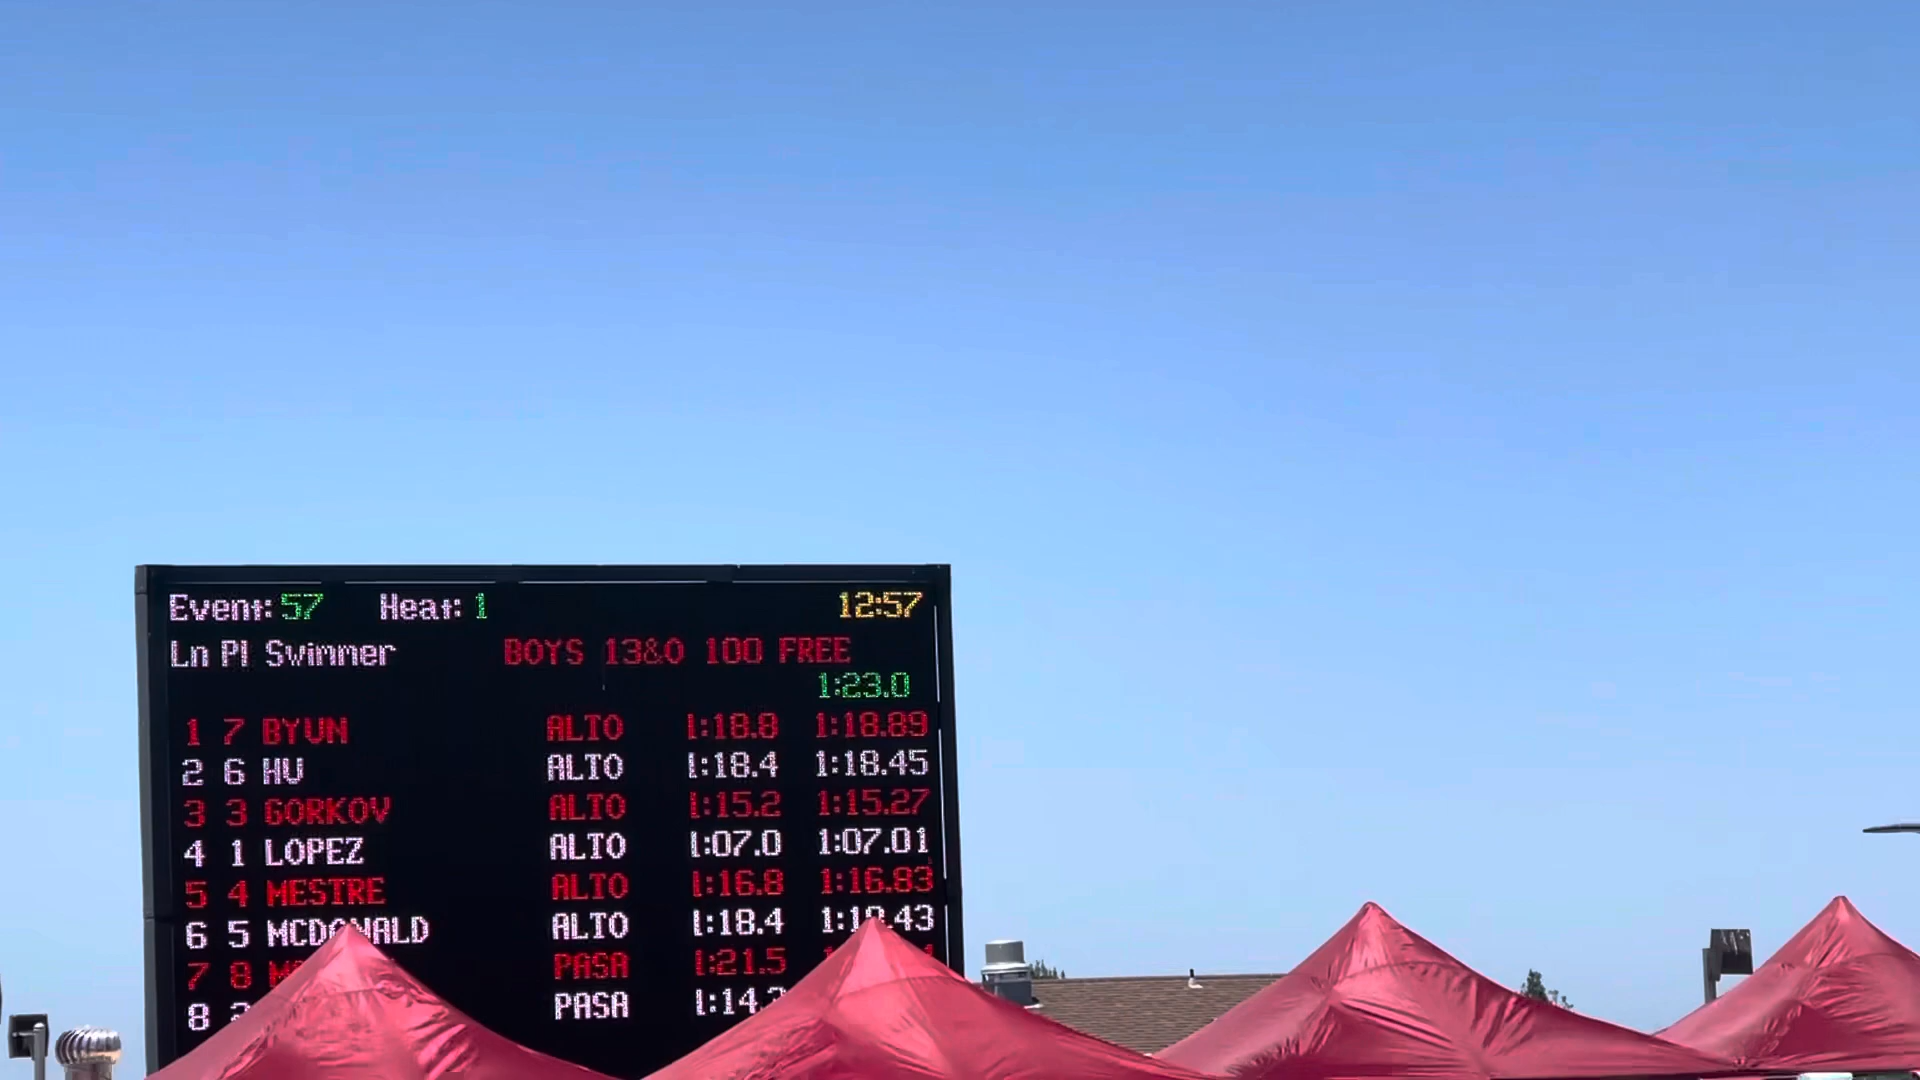 Event: 57 Heat: 1 12:57
Ln Pl Swimmer BOYS 13&O 100 FREE
1:23.0
1 7 BYUN ALTO 1:18.8 1:18.89
2 6 HU ALTO 1:18.4 1:18.45
3 3 GORKOV ALTO 1:15.2 1:15.27
4 1 LOPEZ ALTO 1:07.0 1:07.01
5 4 MESTRE ALTO 1:16.8 1:16.83
6 5 MCDONALD ALTO 1:18.4 1:18.43
7 8 PASA 1:21.5
8 PASA